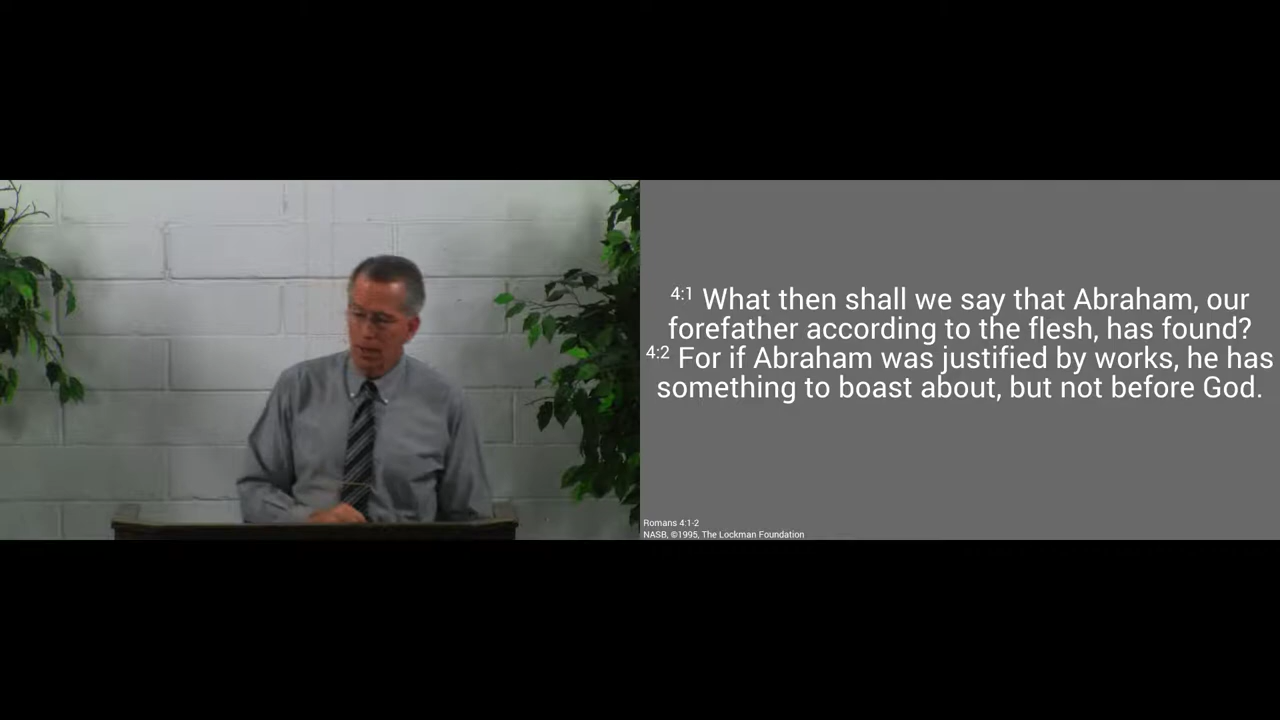 4:1 What then shall we say that Abraham, our
forefather according to the flesh, has found?
4:2 For if Abraham was justified by works, he has
something to boast about, but not before God.
Romans 4:1-2
NASB, ©1995, The Lockman Foundation